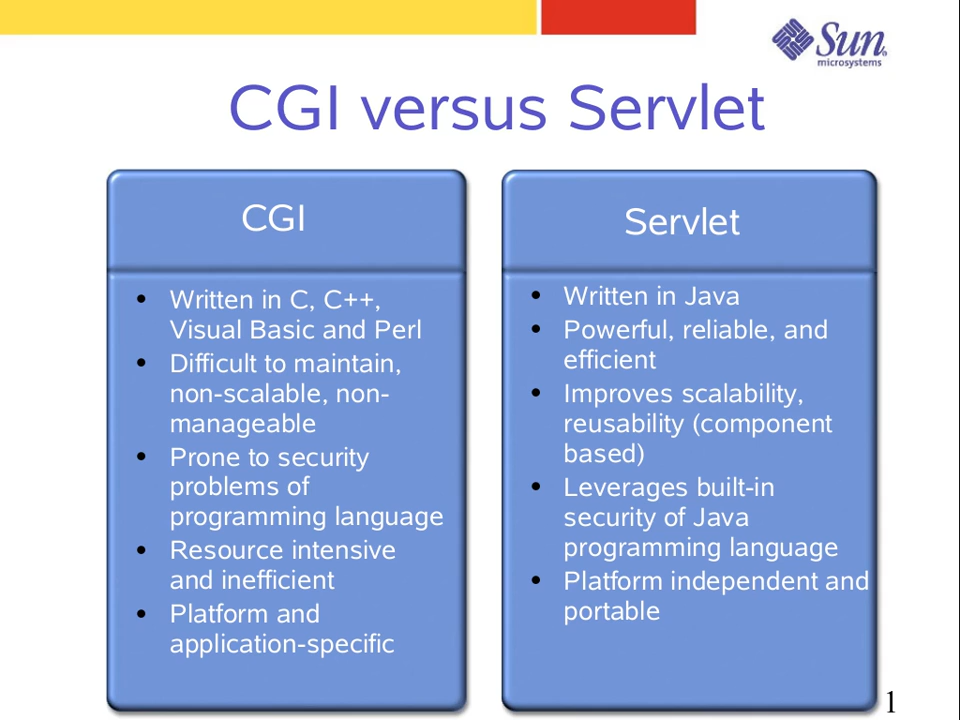 Sun
microsystems
CGI versus Servlet
CGI
• Written in C, C++,
Visual Basic and Perl
• Difficult to maintain,
non-scalable, non-
manageable
• Prone to security
problems of
programming language
• Resource intensive
and inefficient
• Platform and
application-specific
Servlet
• Written in Java
• Powerful, reliable, and
efficient
• Improves scalability,
reusability (component
based)
• Leverages built-in
security of Java
programming language
• Platform independent and
portable
1